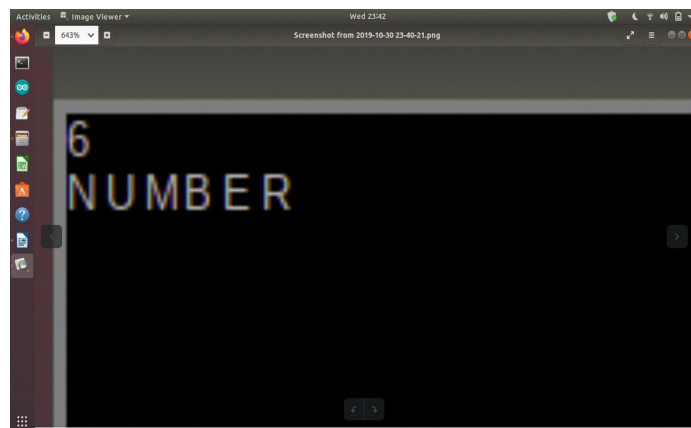 Activities Image Viewer Wed 23:42
643% Screenshot from 2019-10-30 23-40-21.png
6
NUMBER